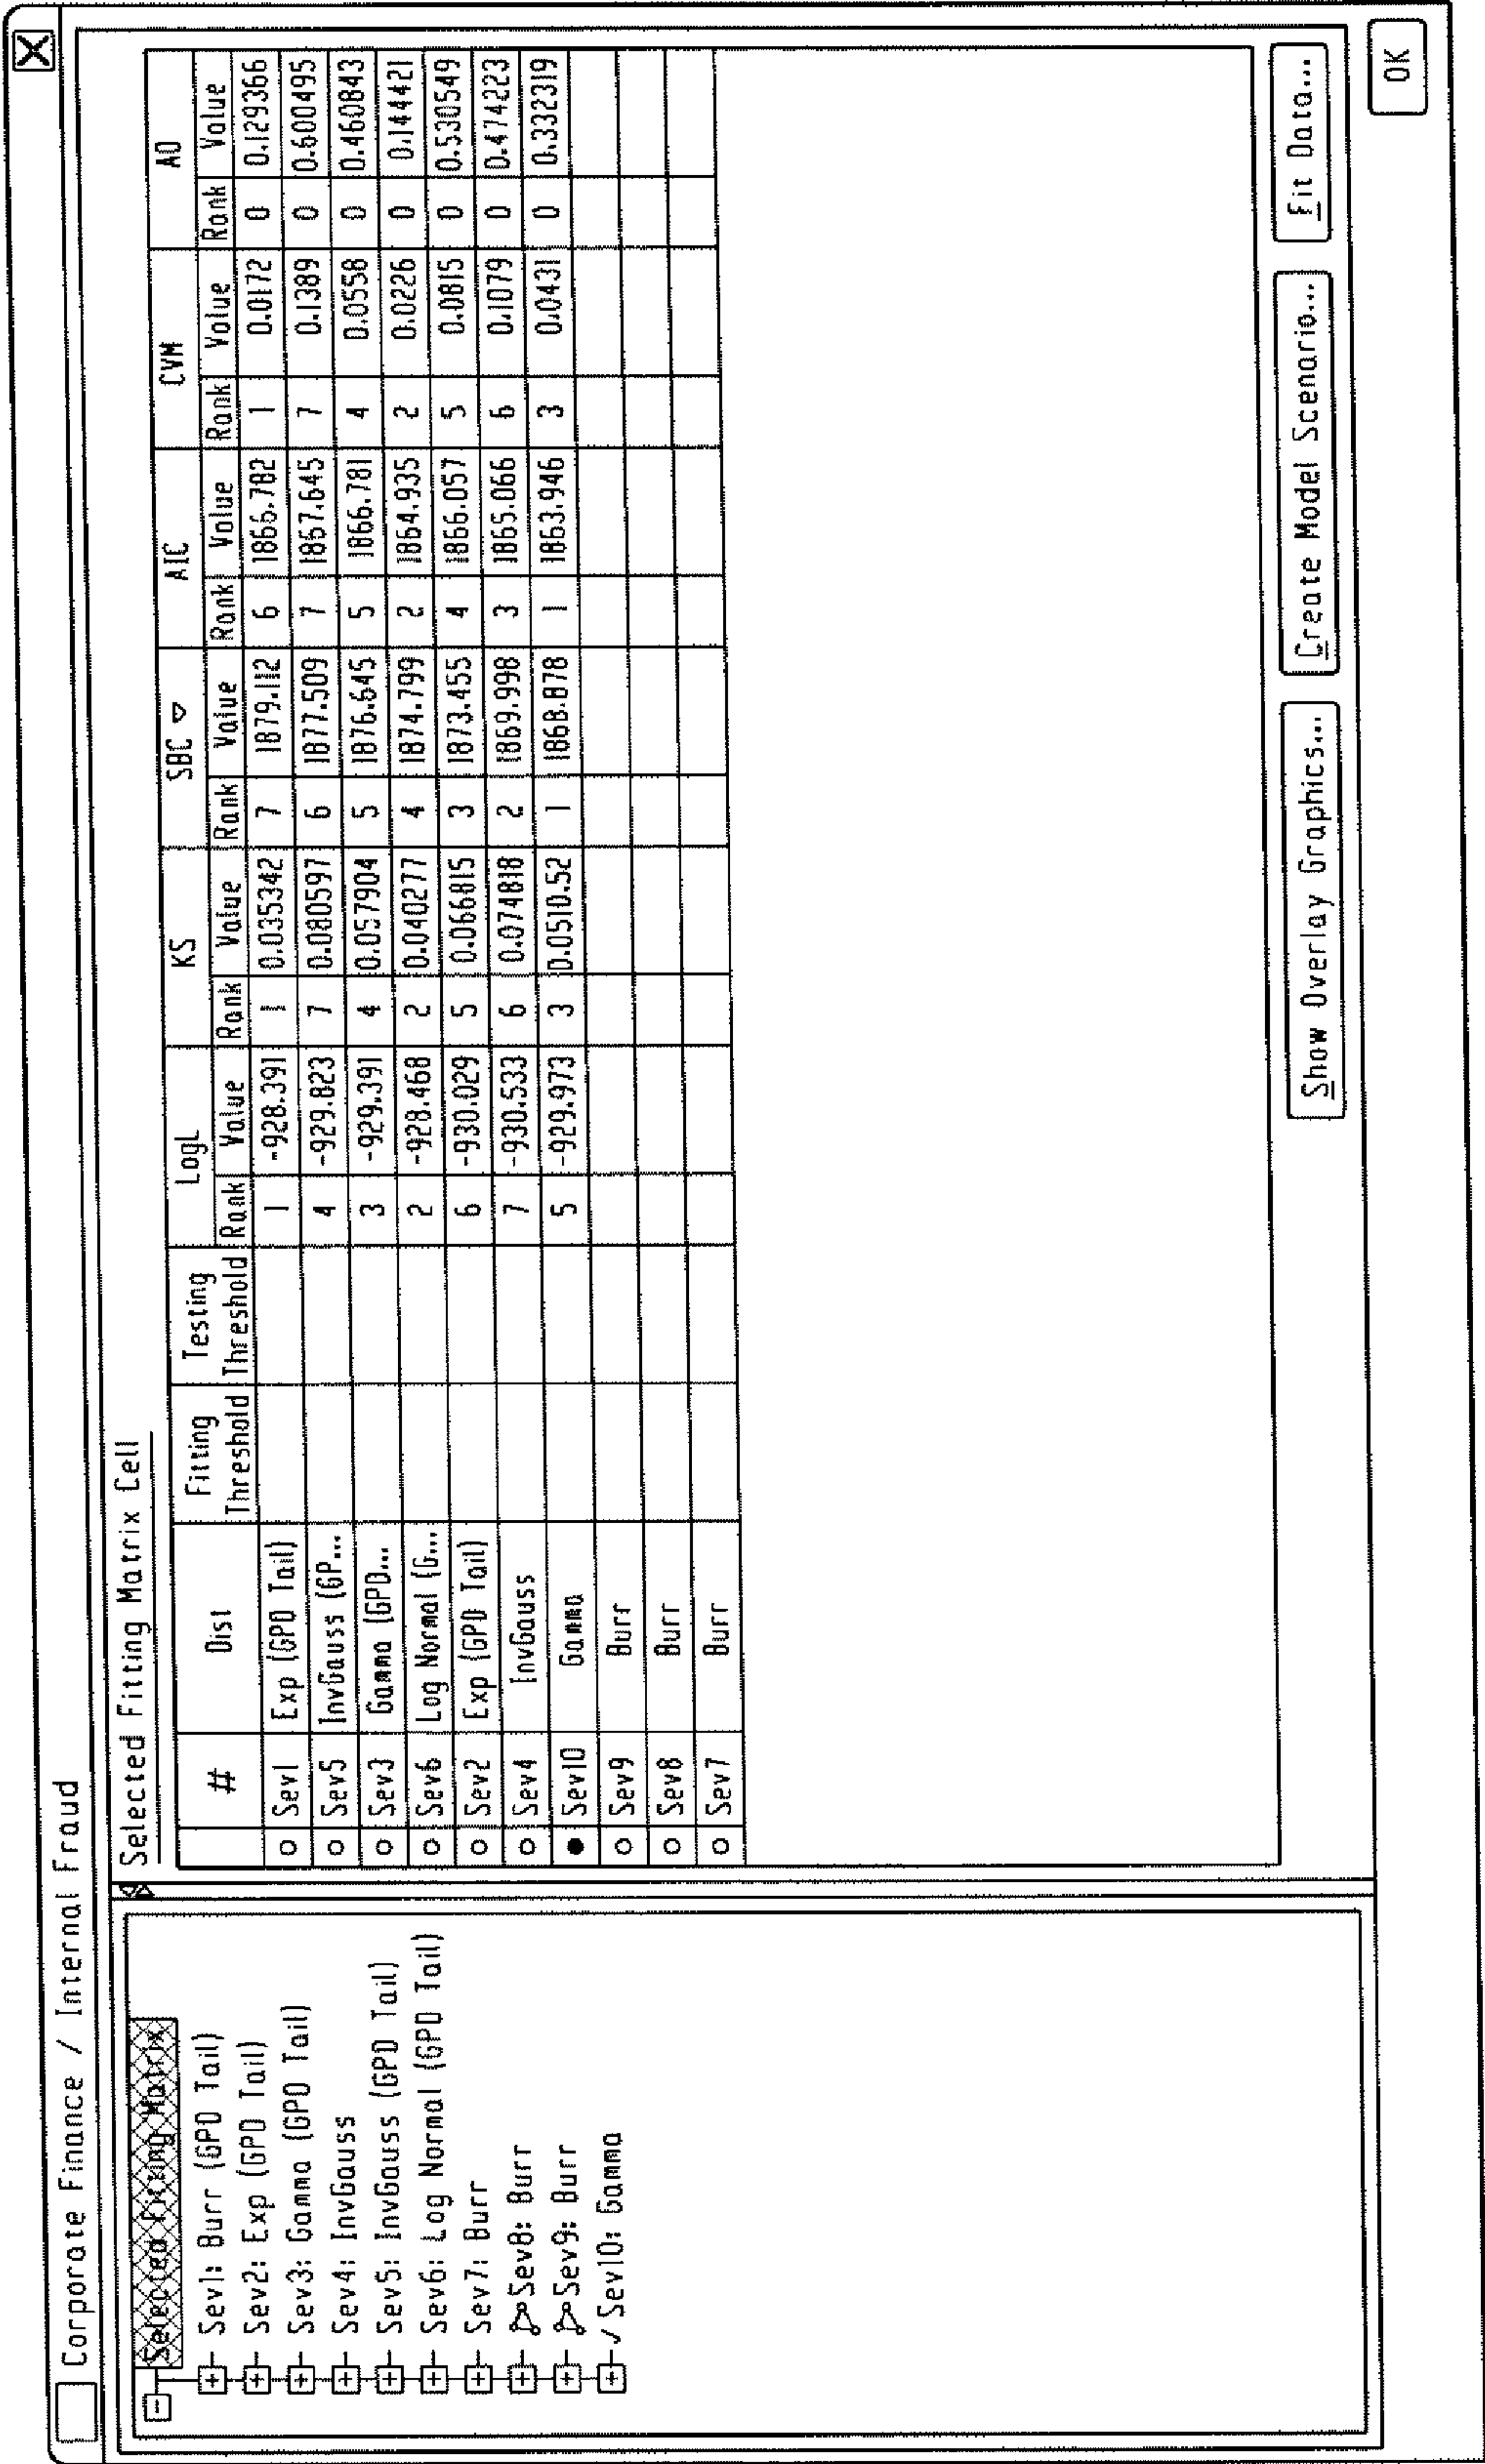 Corporate Finance / Internal Fraud
Selected Fitting Matrix
Sev1: Burr (GPD Tail)
Sev2: Exp (GPD Tail)
Sev3: Gamma (GPD Tail)
Sev4: InvGauss
Sev5: InvGauss (GPD Tail)
Sev6: Log Normal (GPD Tail)
Sev7: Burr
Sev8: Burr
Sev9: Burr
✓ Sev10: Gamma
Selected Fitting Matrix Cell
# Dist Fitting Threshold Testing Threshold LogL KS SBC ▽ AIC CVM AD
Rank Value Rank Value Rank Value Rank Value Rank Value Rank Value
Sev1 Exp (GPD Tail) 1 -928.391 1 0.035342 7 1879.112 6 1866.782 1 0.0172 0 0.129366
Sev5 InvGauss (GP... 4 -929.823 7 0.080597 6 1877.509 7 1867.645 7 0.1389 0 0.600495
Sev3 Gamma (GPD... 3 -929.391 4 0.057904 5 1876.645 5 1866.781 4 0.0558 0 0.460843
Sev6 Log Normal (G... 2 -928.468 2 0.040277 4 1874.799 2 1864.935 2 0.0226 0 0.144421
Sev2 Exp (GPD Tail) 6 -930.029 5 0.066815 3 1873.455 4 1866.057 5 0.0815 0 0.530549
Sev4 InvGauss 7 -930.533 6 0.074818 2 1869.998 3 1865.066 6 0.1079 0 0.474223
Sev10 Gamma 5 -929.973 3 0.0510.52 1 1868.878 1 1863.946 3 0.0431 0 0.332319
Sev9 Burr
Sev8 Burr
Sev7 Burr
Show Overlay Graphics... Create Model Scenario... Fit Data...
OK